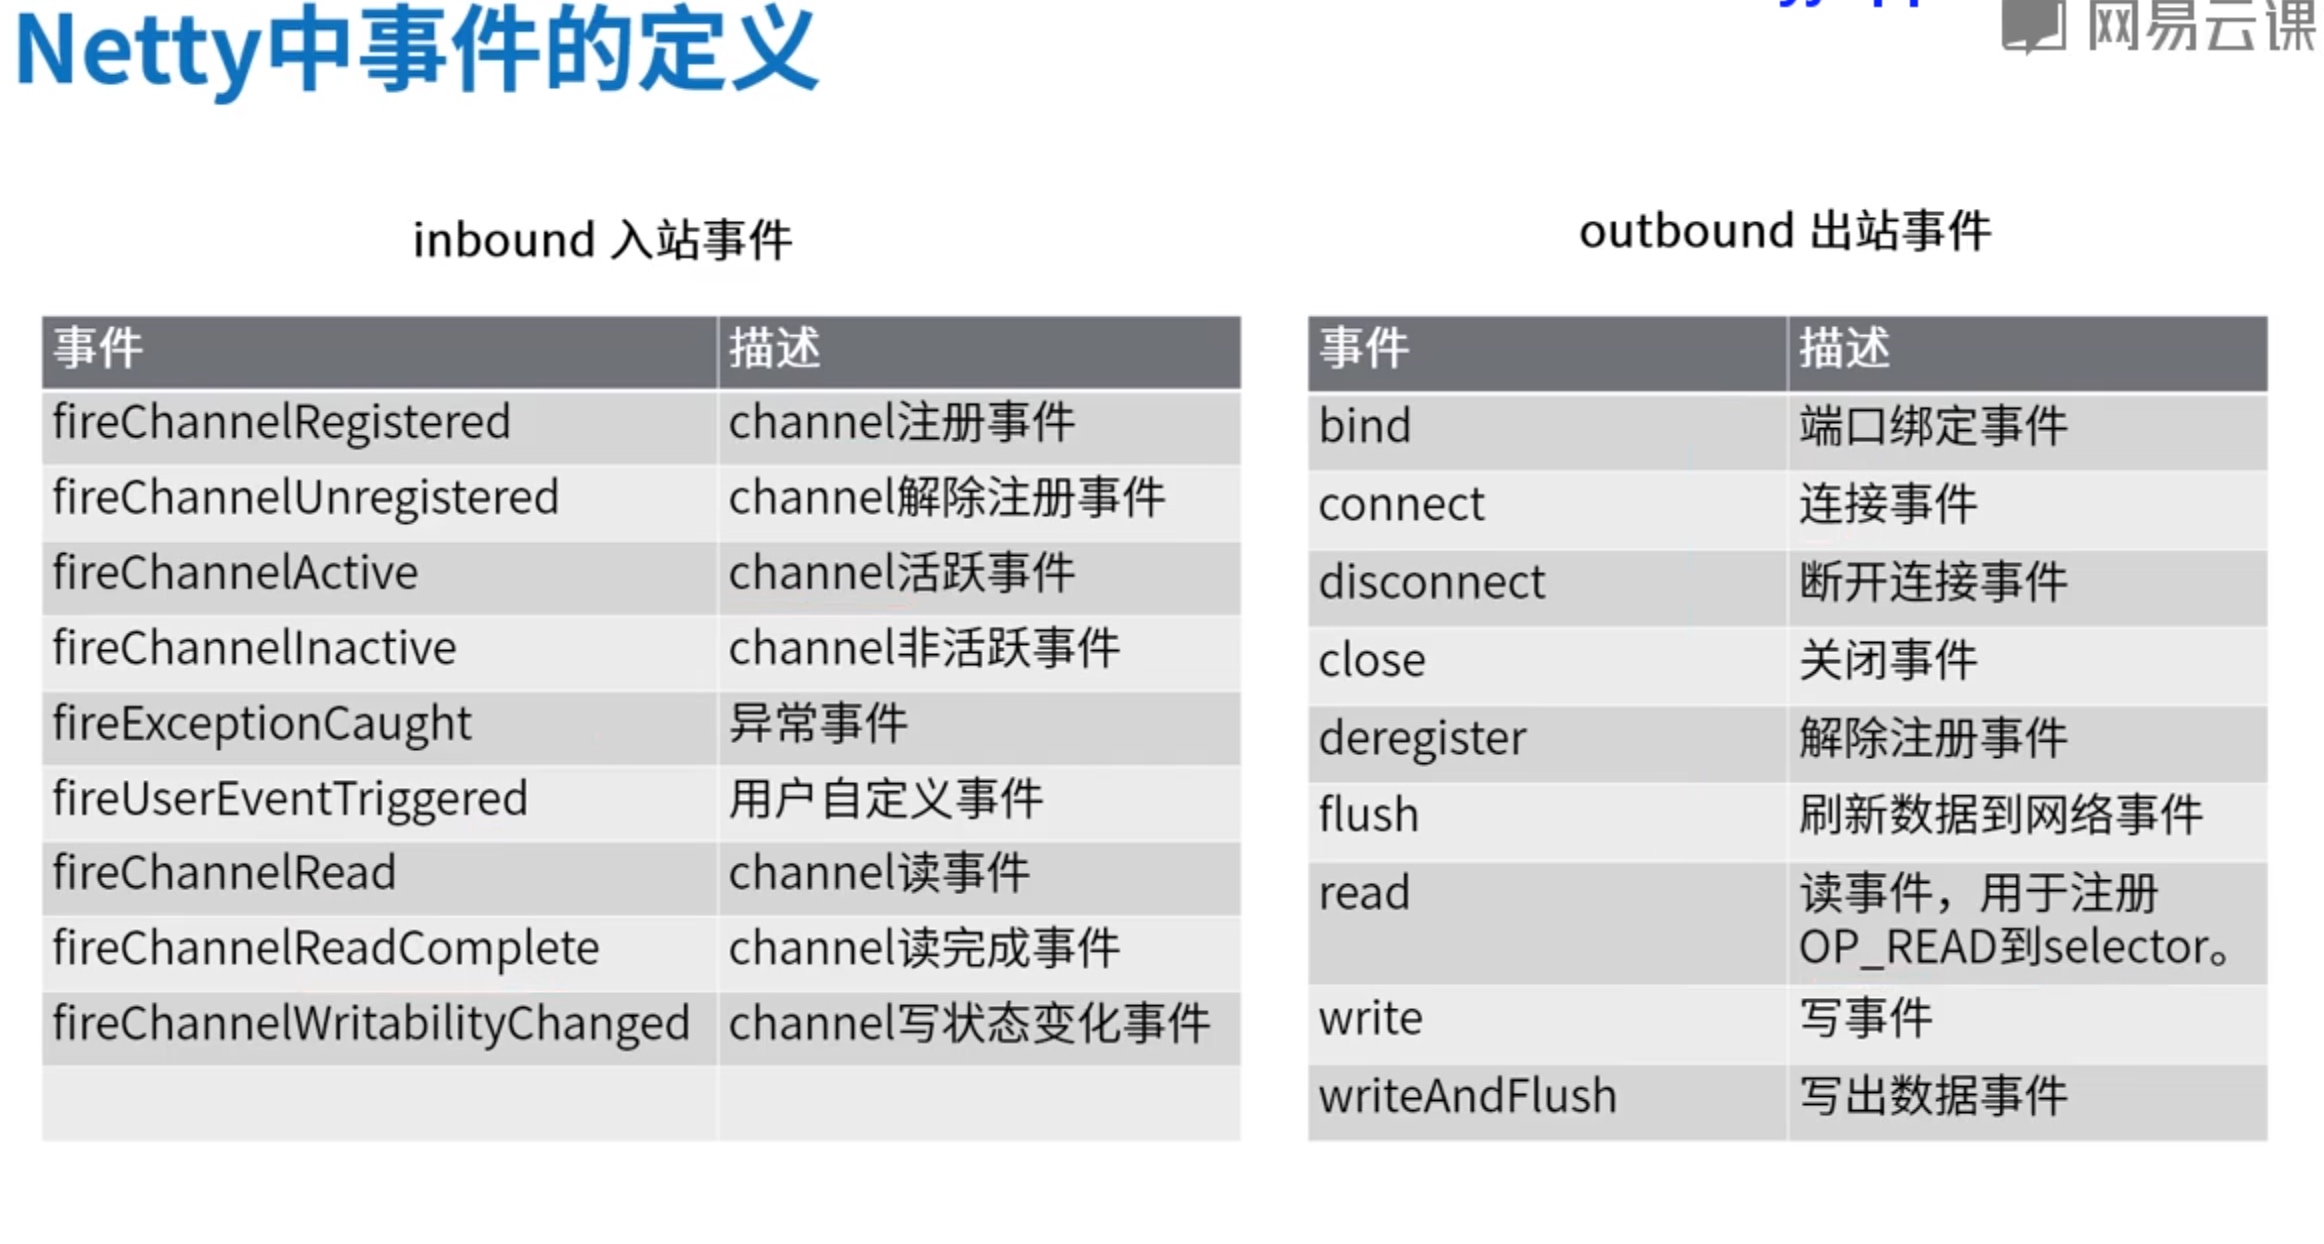 Netty中事件的定义
网易云课
inbound 入站事件
事件 描述
fireChannelRegistered channel注册事件
fireChannelUnregistered channel解除注册事件
fireChannelActive channel活跃事件
fireChannelInactive channel非活跃事件
fireExceptionCaught 异常事件
fireUserEventTriggered 用户自定义事件
fireChannelRead channel读事件
fireChannelReadComplete channel读完成事件
fireChannelWritabilityChanged channel写状态变化事件
outbound 出站事件
事件 描述
bind 端口绑定事件
connect 连接事件
disconnect 断开连接事件
close 关闭事件
deregister 解除注册事件
flush 刷新数据到网络事件
read 读事件，用于注册
OP_READ到selector。
write 写事件
writeAndFlush 写出数据事件